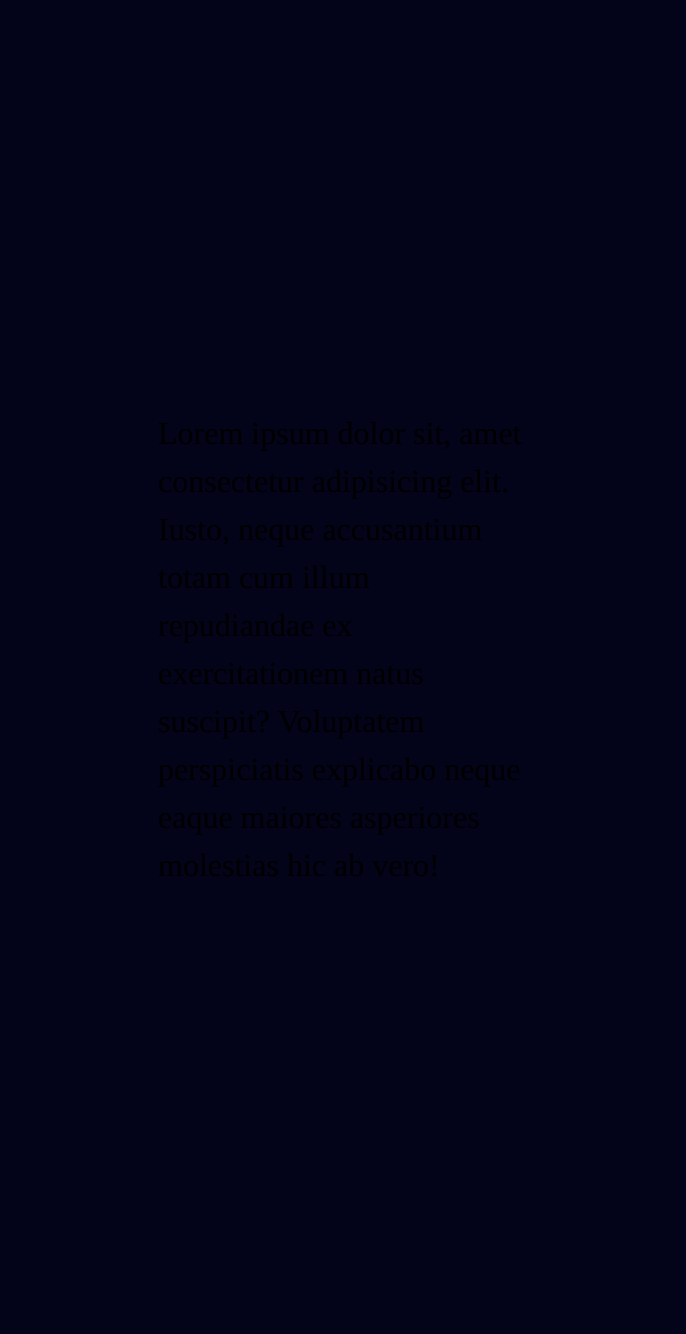 Lorem ipsum dolor sit, amet
consectetur adipisicing elit.
Iusto, neque accusantium
totam cum illum
repudiandae ex
exercitationem natus
suscipit? Voluptatem
perspiciatis explicabo neque
eaque maiores asperiores
molestias hic ab vero!